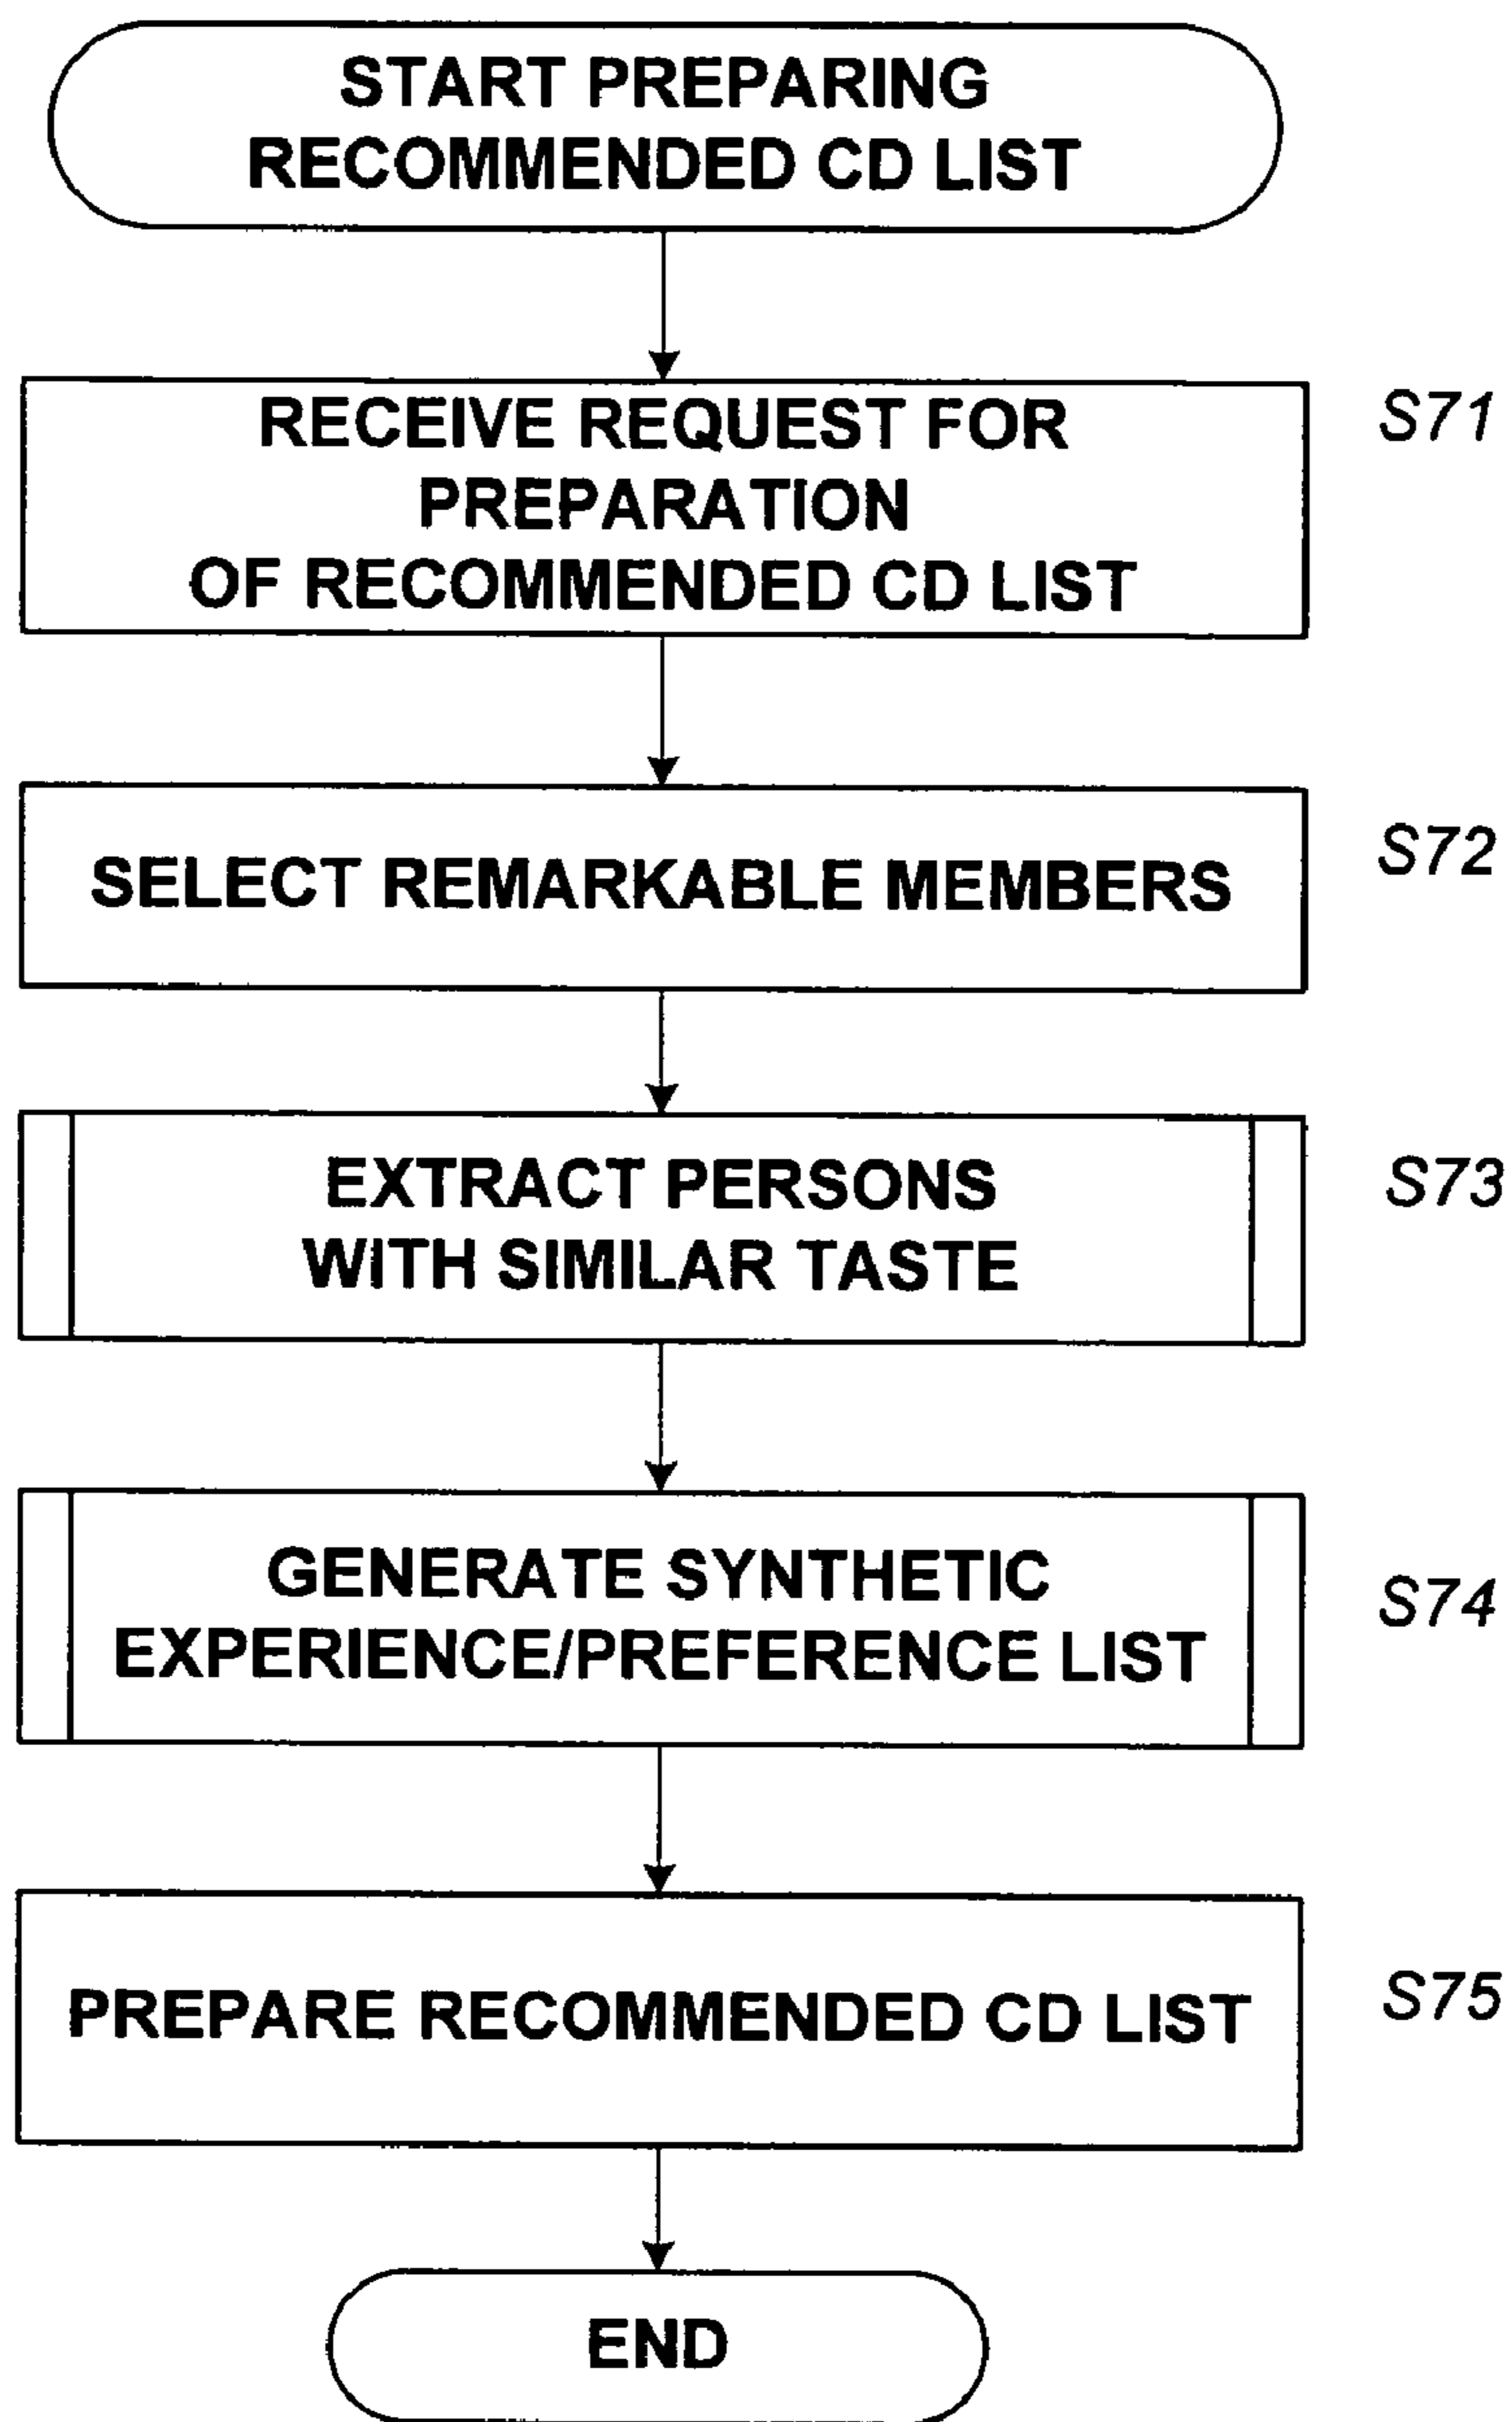 START PREPARING
RECOMMENDED CD LIST
RECEIVE REQUEST FOR
PREPARATION
OF RECOMMENDED CD LIST
S71
SELECT REMARKABLE MEMBERS
S72
EXTRACT PERSONS
WITH SIMILAR TASTE
S73
GENERATE SYNTHETIC
EXPERIENCE/PREFERENCE LIST
S74
PREPARE RECOMMENDED CD LIST
S75
END